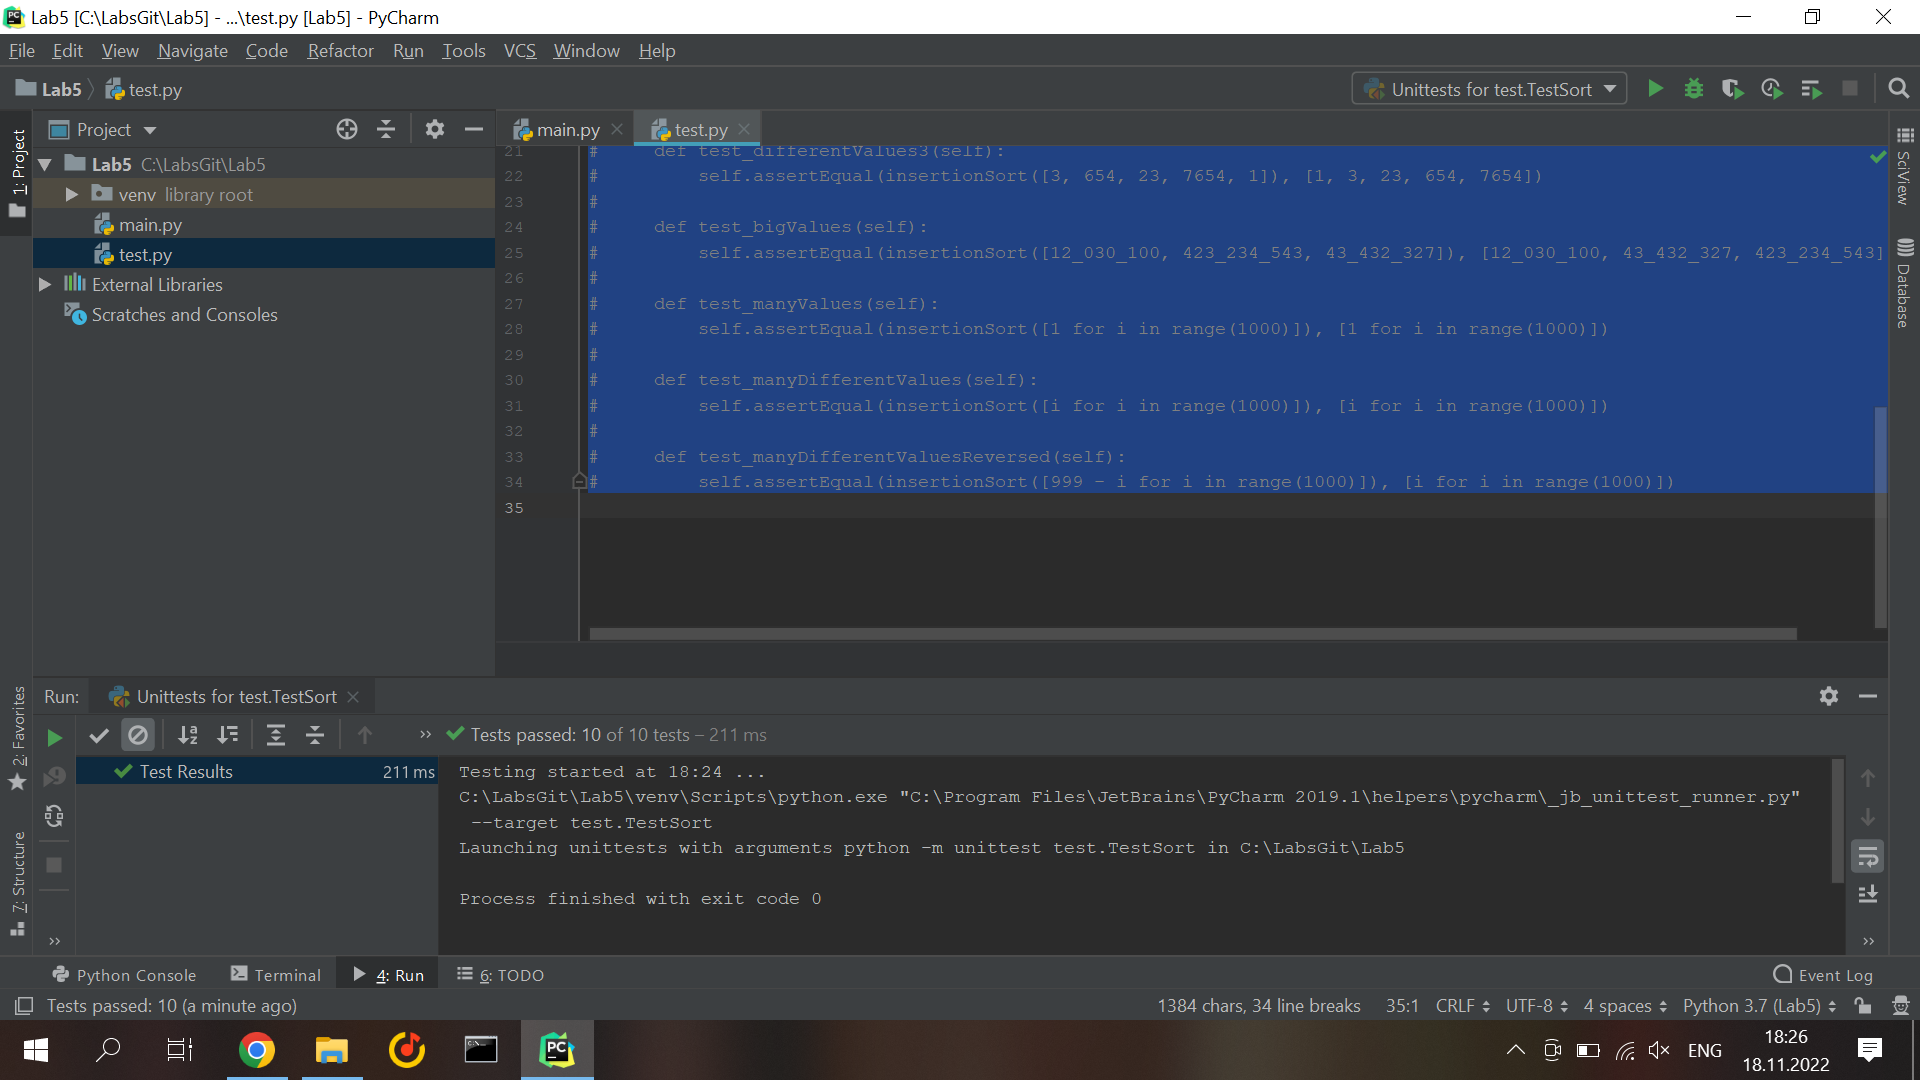 Lab5 [C:\LabsGit\Lab5] - ...\test.py [Lab5] - PyCharm
File Edit View Navigate Code Refactor Run Tools VCS Window Help
Lab5 test.py
Unittests for test.TestSort
Project
main.py
test.py
1: Project
Lab5 C:\LabsGit\Lab5
venv library root
main.py
test.py
External Libraries
Scratches and Consoles
21 # def test_differentValues3(self):
22 # self.assertEqual(insertionSort([3, 654, 23, 7654, 1]), [1, 3, 23, 654, 7654])
23 #
24 # def test_bigValues(self):
25 # self.assertEqual(insertionSort([12_030_100, 423_234_543, 43_432_327]), [12_030_100, 43_432_327, 423_234_543]
26 #
27 # def test_manyValues(self):
28 # self.assertEqual(insertionSort([1 for i in range(1000)]), [1 for i in range(1000)])
29 #
30 # def test_manyDifferentValues(self):
31 # self.assertEqual(insertionSort([i for i in range(1000)]), [i for i in range(1000)])
32 #
33 # def test_manyDifferentValuesReversed(self):
34 # self.assertEqual(insertionSort([999 - i for i in range(1000)]), [i for i in range(1000)])
35
SciView
Database
2: Favorites
7: Structure
Run: Unittests for test.TestSort
Tests passed: 10 of 10 tests – 211 ms
Test Results 211 ms
Testing started at 18:24 ...
C:\LabsGit\Lab5\venv\Scripts\python.exe "C:\Program Files\JetBrains\PyCharm 2019.1\helpers\pycharm\_jb_unittest_runner.py"
--target test.TestSort
Launching unittests with arguments python -m unittest test.TestSort in C:\LabsGit\Lab5
Process finished with exit code 0
Python Console Terminal 4: Run 6: TODO Event Log
Tests passed: 10 (a minute ago) 1384 chars, 34 line breaks 35:1 CRLF UTF-8 4 spaces Python 3.7 (Lab5)
PC
ENG
18:26
18.11.2022